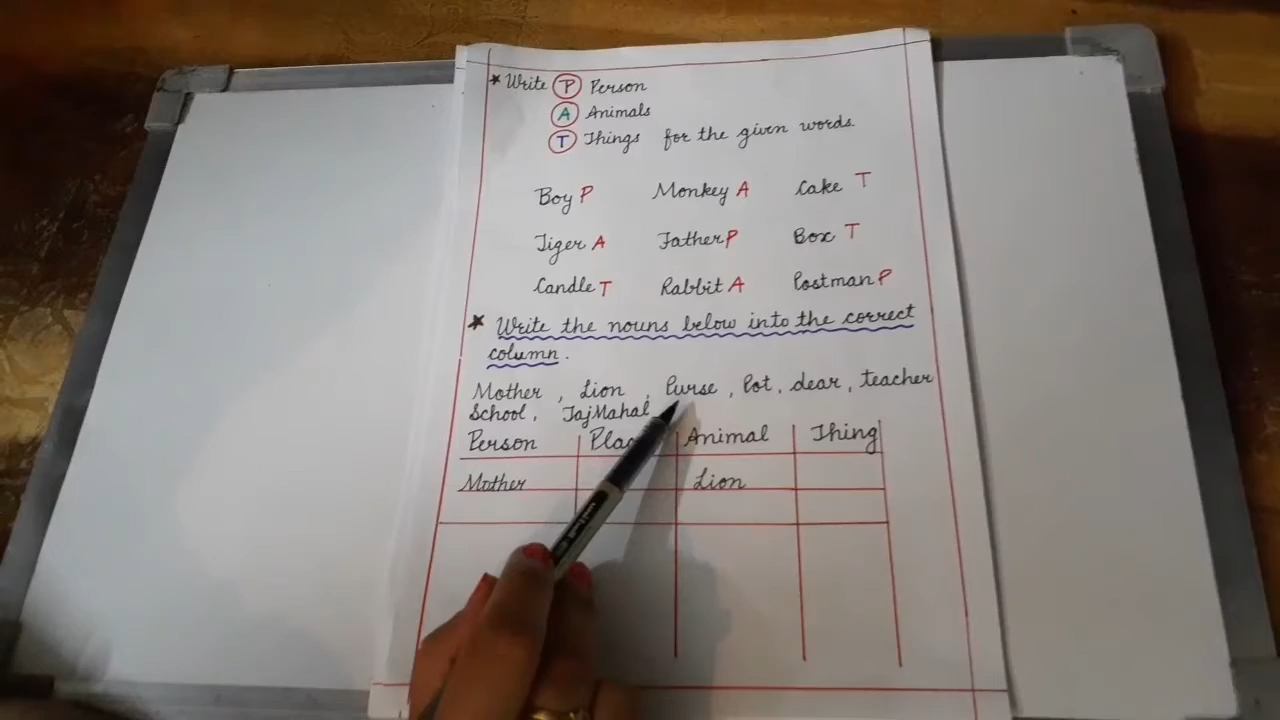 ★ Write P Person
A Animals
T Things for the given words.
Boy P Monkey A Cake T
Tiger A Father P Box T
Candle T Rabbit A Postman P
★ Write the nouns below into the correct
column.
Mother, Lion, Purse, Pot, dear, teacher
School, TajMahal
Person Animal Thing
Mother Lion